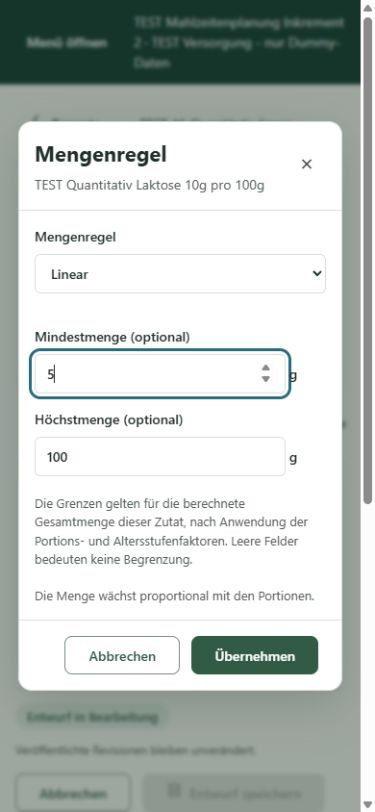 Menü öffnen
TEST Mahlzeitenplanung Inkrement
2 - TEST Versorgung - nur Dummy-
Daten
Mengenregel
TEST Quantitativ Laktose 10g pro 100g
Mengenregel
Linear
Mindestmenge (optional)
5
g
Höchstmenge (optional)
100
g
Die Grenzen gelten für die berechnete
Gesamtmenge dieser Zutat, nach Anwendung der
Portions- und Altersstufenfaktoren. Leere Felder
bedeuten keine Begrenzung.
Die Menge wächst proportional mit den Portionen.
Abbrechen
Übernehmen
Entwurf in Bearbeitung
Veröffentlichte Revisionen bleiben unverändert.
Abbrechen
Entwurf speichern